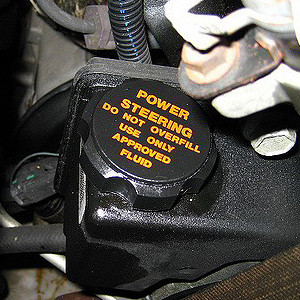 POWER
STEERING
DO NOT OVERFILL
USE ONLY
APPROVED
FLUID